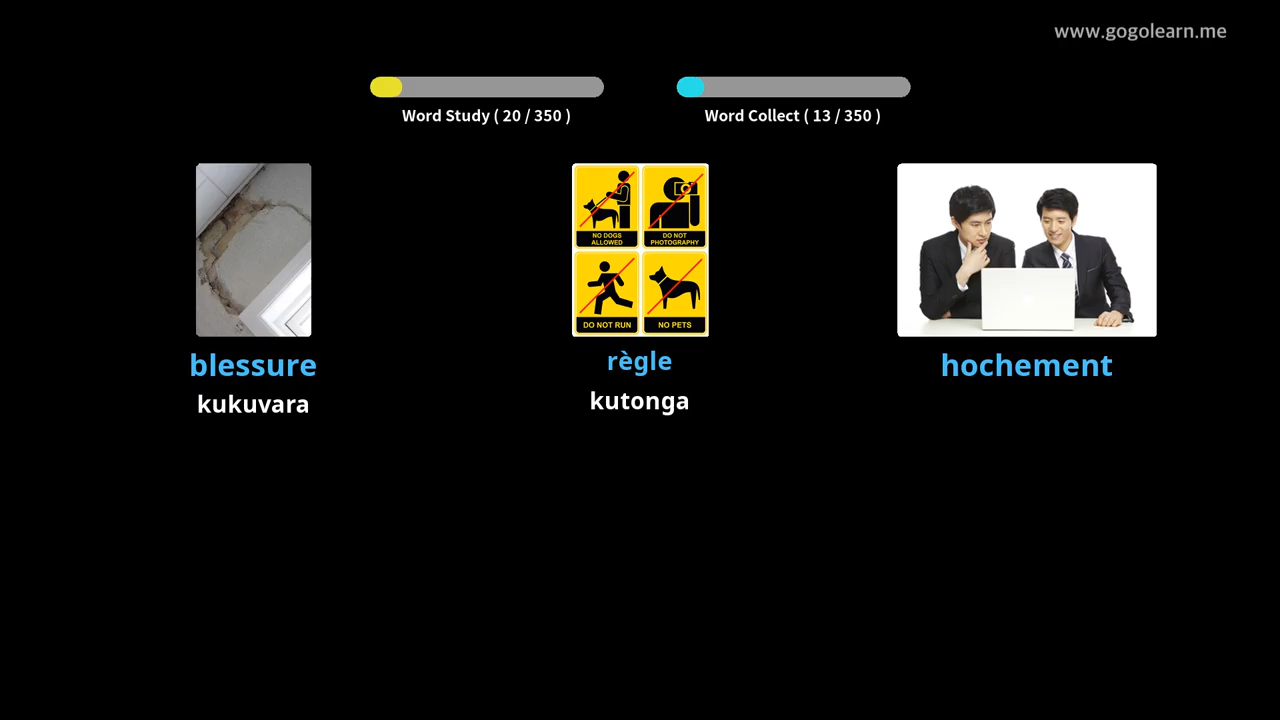 www.gogolearn.me
Word Study ( 20 / 350 )
Word Collect ( 13 / 350 )
NO DOGS
ALLOWED
DO NOT
PHOTOGRAPHY
DO NOT RUN
NO PETS
blessure
kukuvara
règle
kutonga
hochement